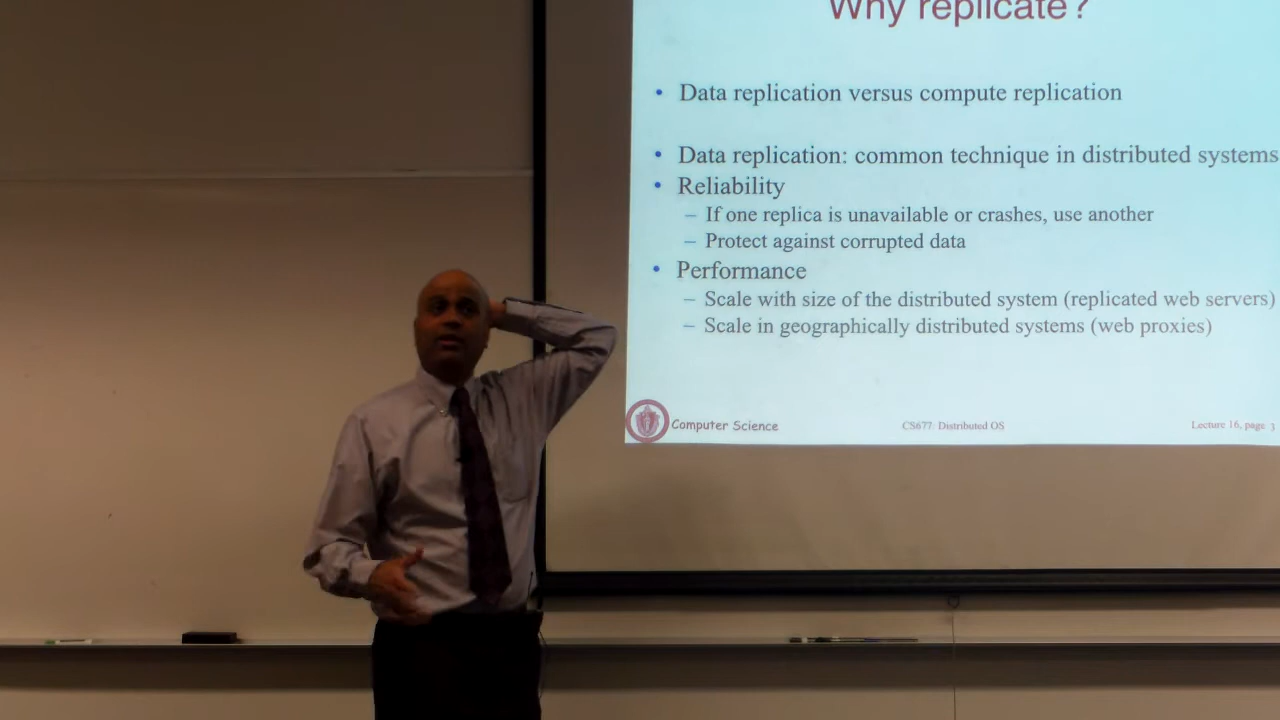 Why replicate?
• Data replication versus compute replication
• Data replication: common technique in distributed systems
• Reliability
– If one replica is unavailable or crashes, use another
– Protect against corrupted data
• Performance
– Scale with size of the distributed system (replicated web servers)
– Scale in geographically distributed systems (web proxies)
Computer Science CS677: Distributed OS Lecture 16, page 3